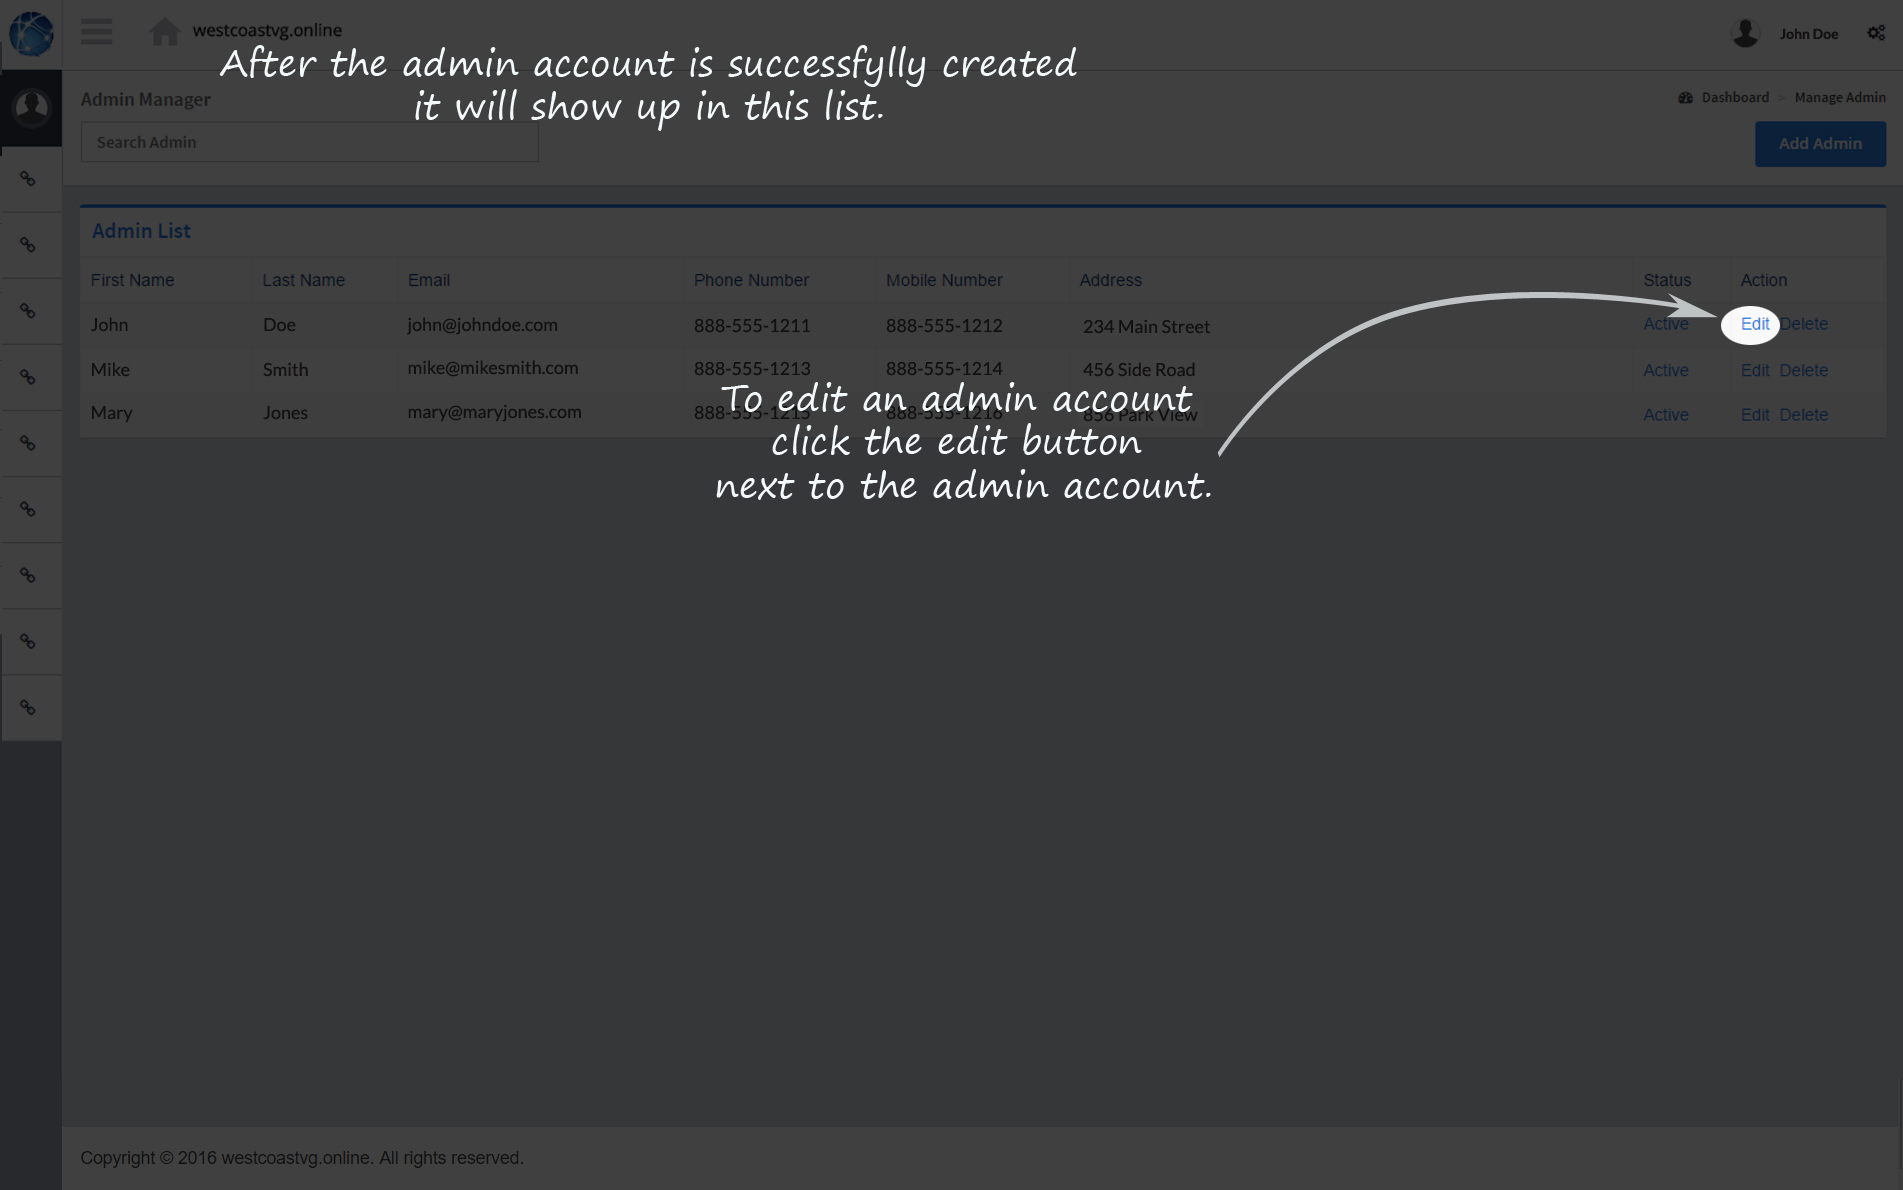 westcoastvg.online
John Doe
After the admin account is successfylly created
it will show up in this list.
Admin Manager
Dashboard > Manage Admin
Search Admin
Add Admin
Admin List
First Name Last Name Email Phone Number Mobile Number Address Status Action
John Doe john@johndoe.com 888-555-1211 888-555-1212 234 Main Street Active Edit Delete
Mike Smith mike@mikesmith.com 888-555-1213 888-555-1214 456 Side Road Active Edit Delete
Mary Jones mary@maryjones.com 888-555-1215 888-555-1216 856 Park View Active Edit Delete
To edit an admin account
click the edit button
next to the admin account.
Copyright © 2016 westcoastvg.online. All rights reserved.